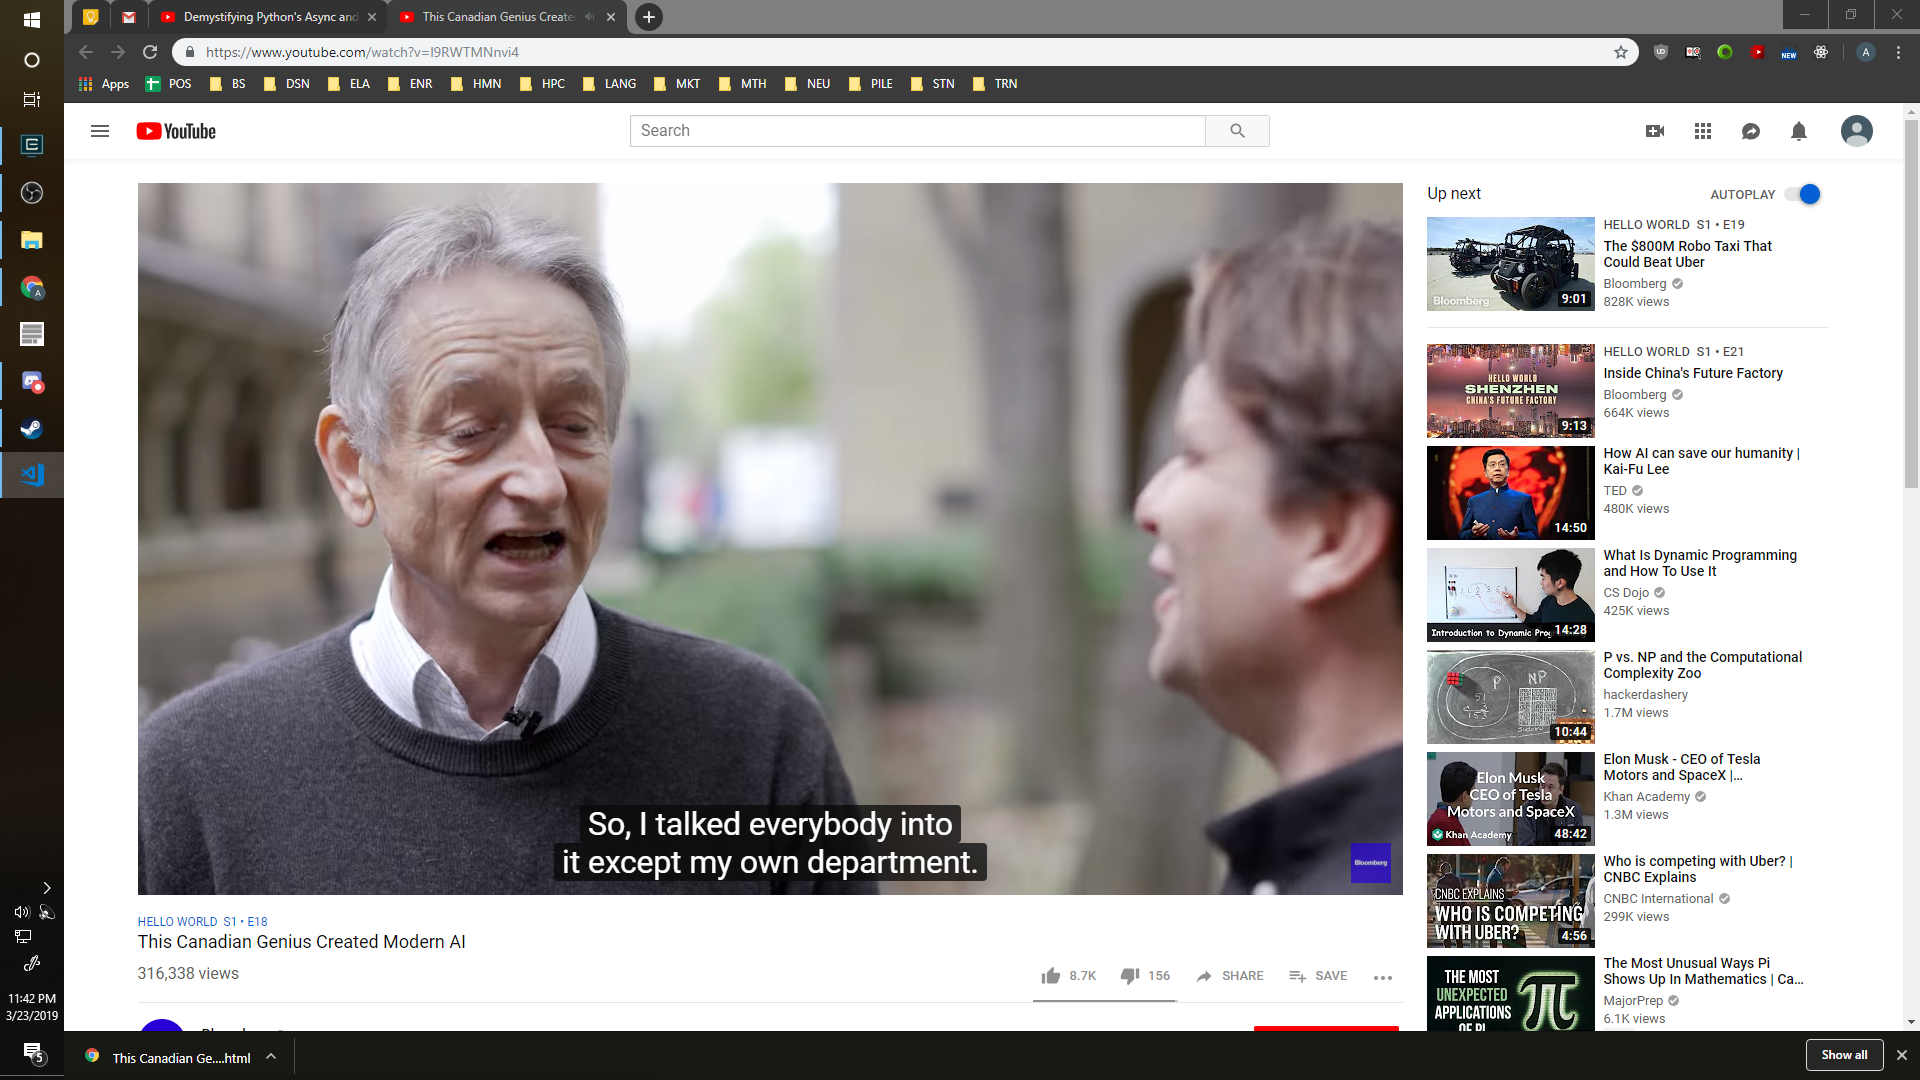 Demystifying Python's Async and
This Canadian Genius Create
https://www.youtube.com/watch?v=I9RWTMNnvi4
Apps
POS
BS
DSN
ELA
ENR
HMN
HPC
LANG
MKT
MTH
NEU
PILE
STN
TRN
YouTube
Search
So, I talked everybody into
it except my own department.
Bloomberg
HELLO WORLD S1 • E18
This Canadian Genius Created Modern AI
316,338 views
8.7K
156
SHARE
SAVE
Up next
AUTOPLAY
Bloomberg
9:01
HELLO WORLD S1 • E19
The $800M Robo Taxi That
Could Beat Uber
Bloomberg
828K views
HELLO WORLD
SHENZHEN
CHINA'S FUTURE FACTORY
9:13
HELLO WORLD S1 • E21
Inside China's Future Factory
Bloomberg
664K views
14:50
How AI can save our humanity |
Kai-Fu Lee
TED
480K views
Introduction to Dynamic Prog
14:28
What Is Dynamic Programming
and How To Use It
CS Dojo
425K views
P
NP
51
153
Sudoku
10:44
P vs. NP and the Computational
Complexity Zoo
hackerdashery
1.7M views
Elon Musk
CEO of Tesla
Motors and SpaceX
Khan Academy
48:42
Elon Musk - CEO of Tesla
Motors and SpaceX |...
Khan Academy
1.3M views
CNBC EXPLAINS
WHO IS COMPETING
WITH UBER?
4:56
Who is competing with Uber? |
CNBC Explains
CNBC International
299K views
THE MOST
UNEXPECTED
APPLICATIONS
OF PI
The Most Unusual Ways Pi
Shows Up In Mathematics | Ca...
MajorPrep
6.1K views
11:42 PM
3/23/2019
5
This Canadian Ge....html
Show all